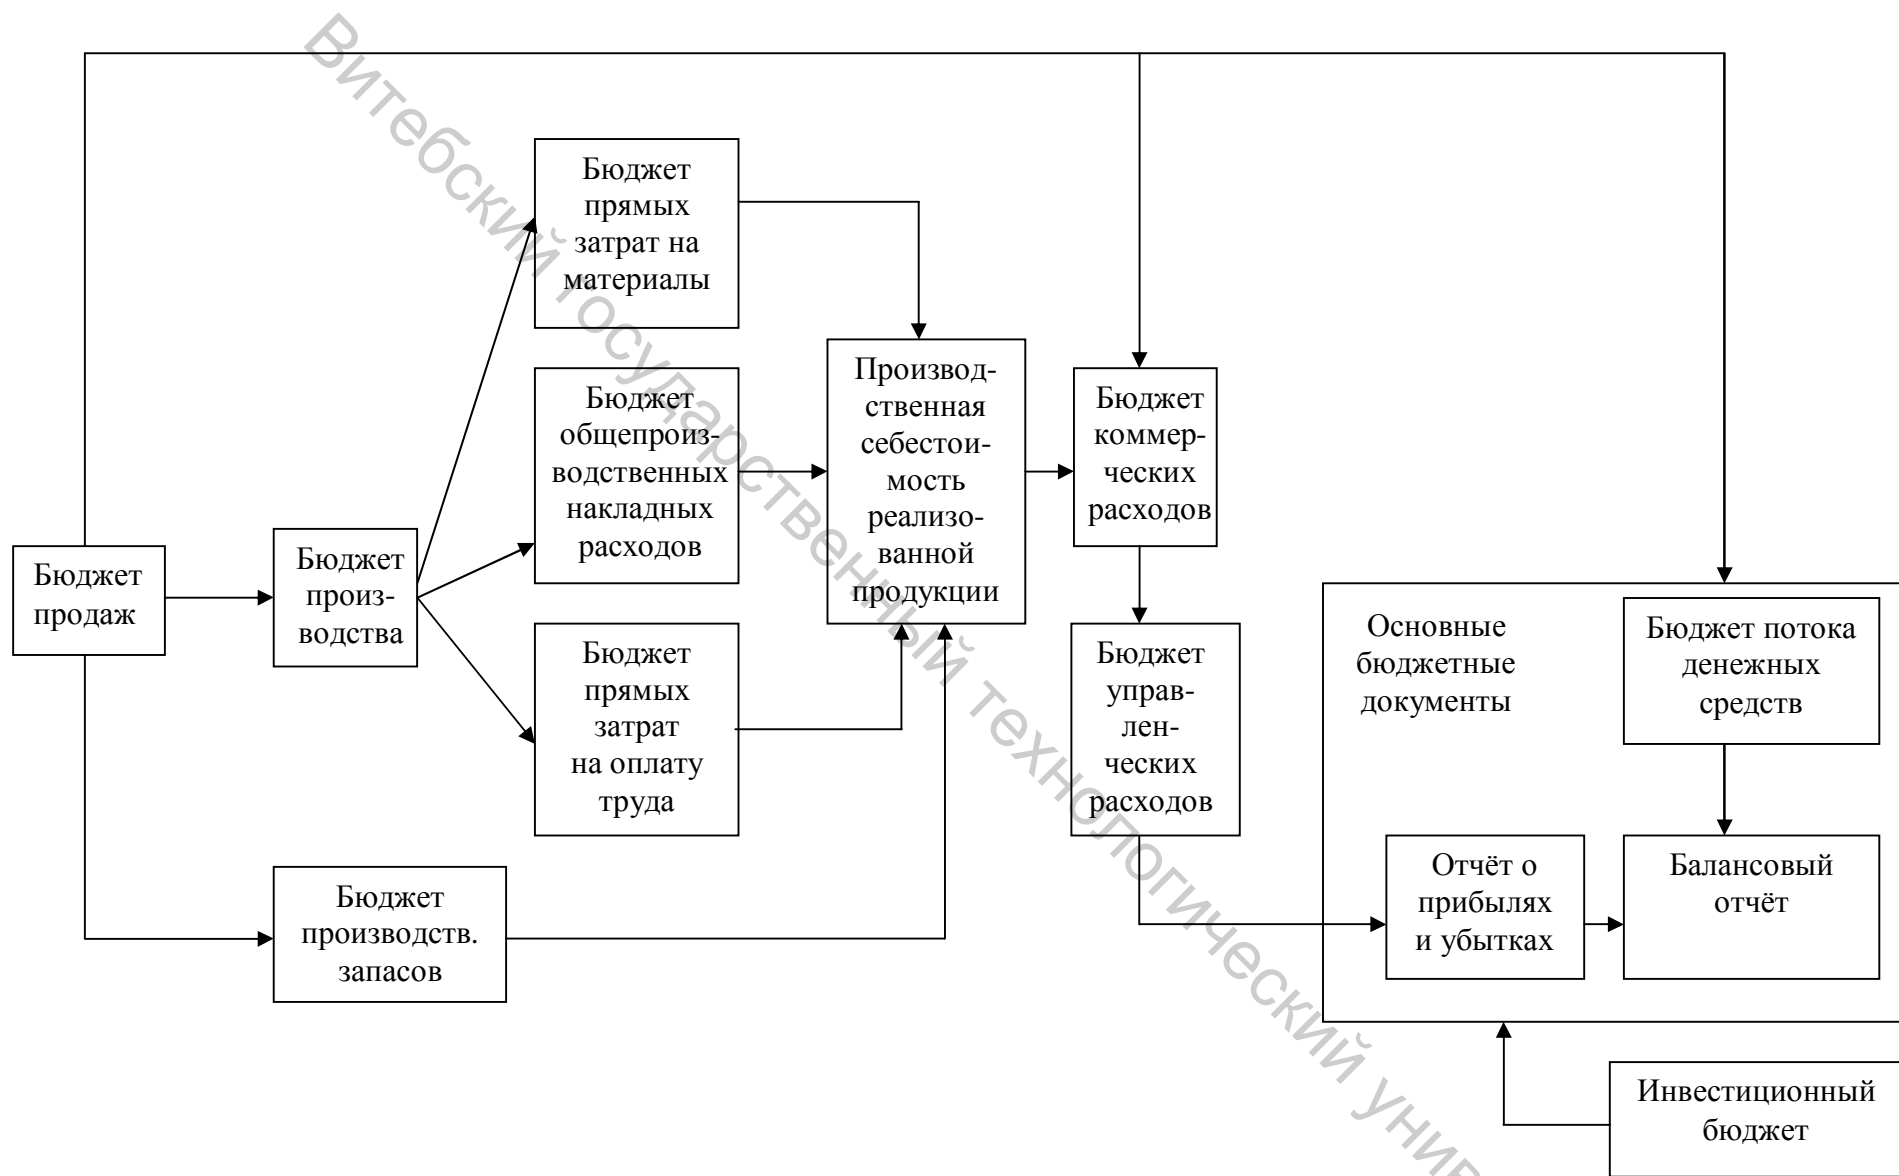 Бюджет
прямых
затрат на
материалы
Бюджет
общепроиз-
водственных
накладных
расходов
Производ-
ственная
себестои-
мость
реализо-
ванной
продукции
Бюджет
коммер-
ческих
расходов
Бюджет
продаж
Бюджет
произ-
водства
Бюджет
прямых
затрат
на оплату
труда
Бюджет
управ-
лен-
ческих
расходов
Основные
бюджетные
документы
Бюджет потока
денежных
средств
Бюджет
производств.
запасов
Отчёт о
прибылях
и убытках
Балансовый
отчёт
Инвестиционный
бюджет
Витебский государственный технологический унив